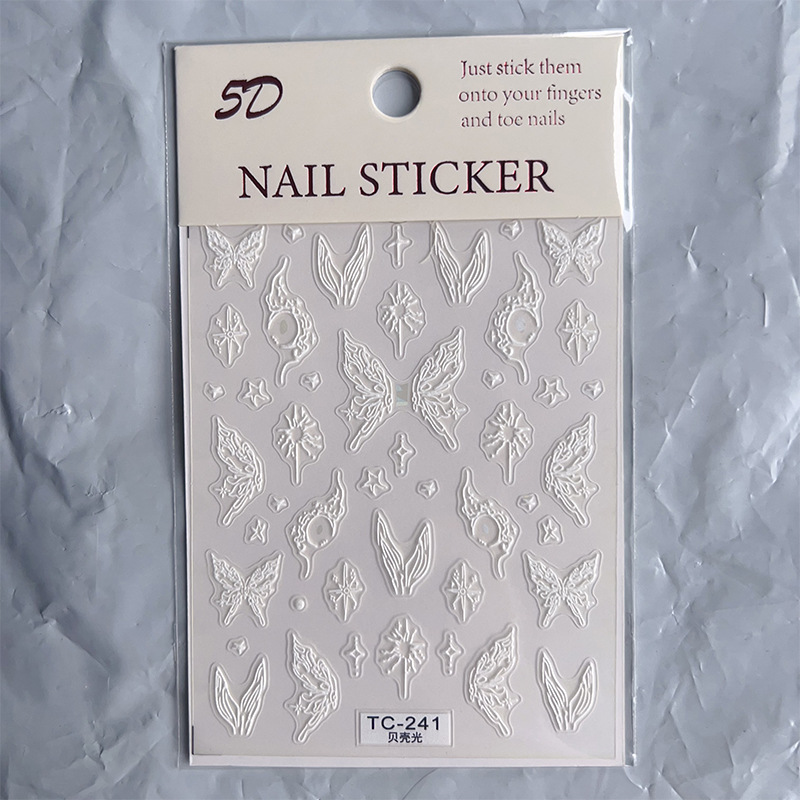 5D
Just stick them
onto your fingers
and toe nails
NAIL STICKER
TC-241
贝壳光